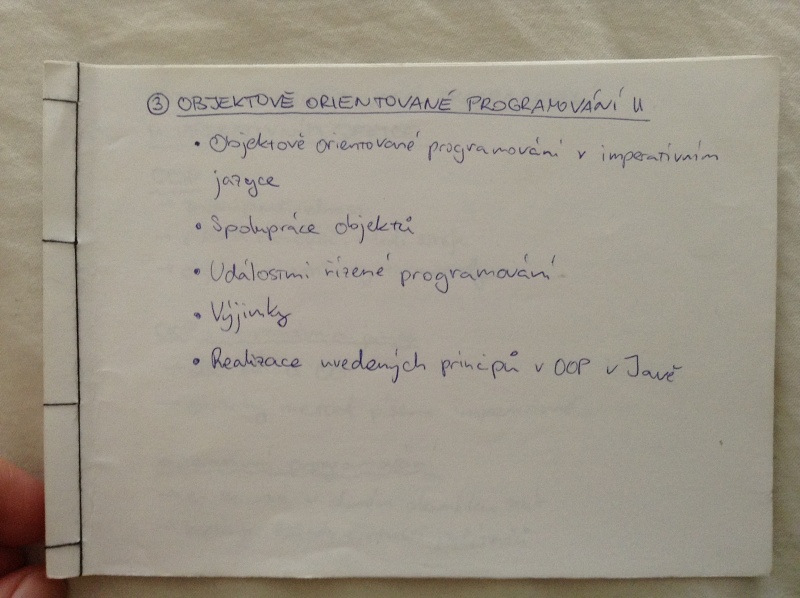 ③ OBJEKTOVĚ ORIENTOVANÉ PROGRAMOVÁNÍ II
• Objektově orientované programování v imperativním
jazyce
• Spolupráce objektů
• Událostmi řízené programování
• Výjimky
• Realizace uvedených principů v OOP v Javě